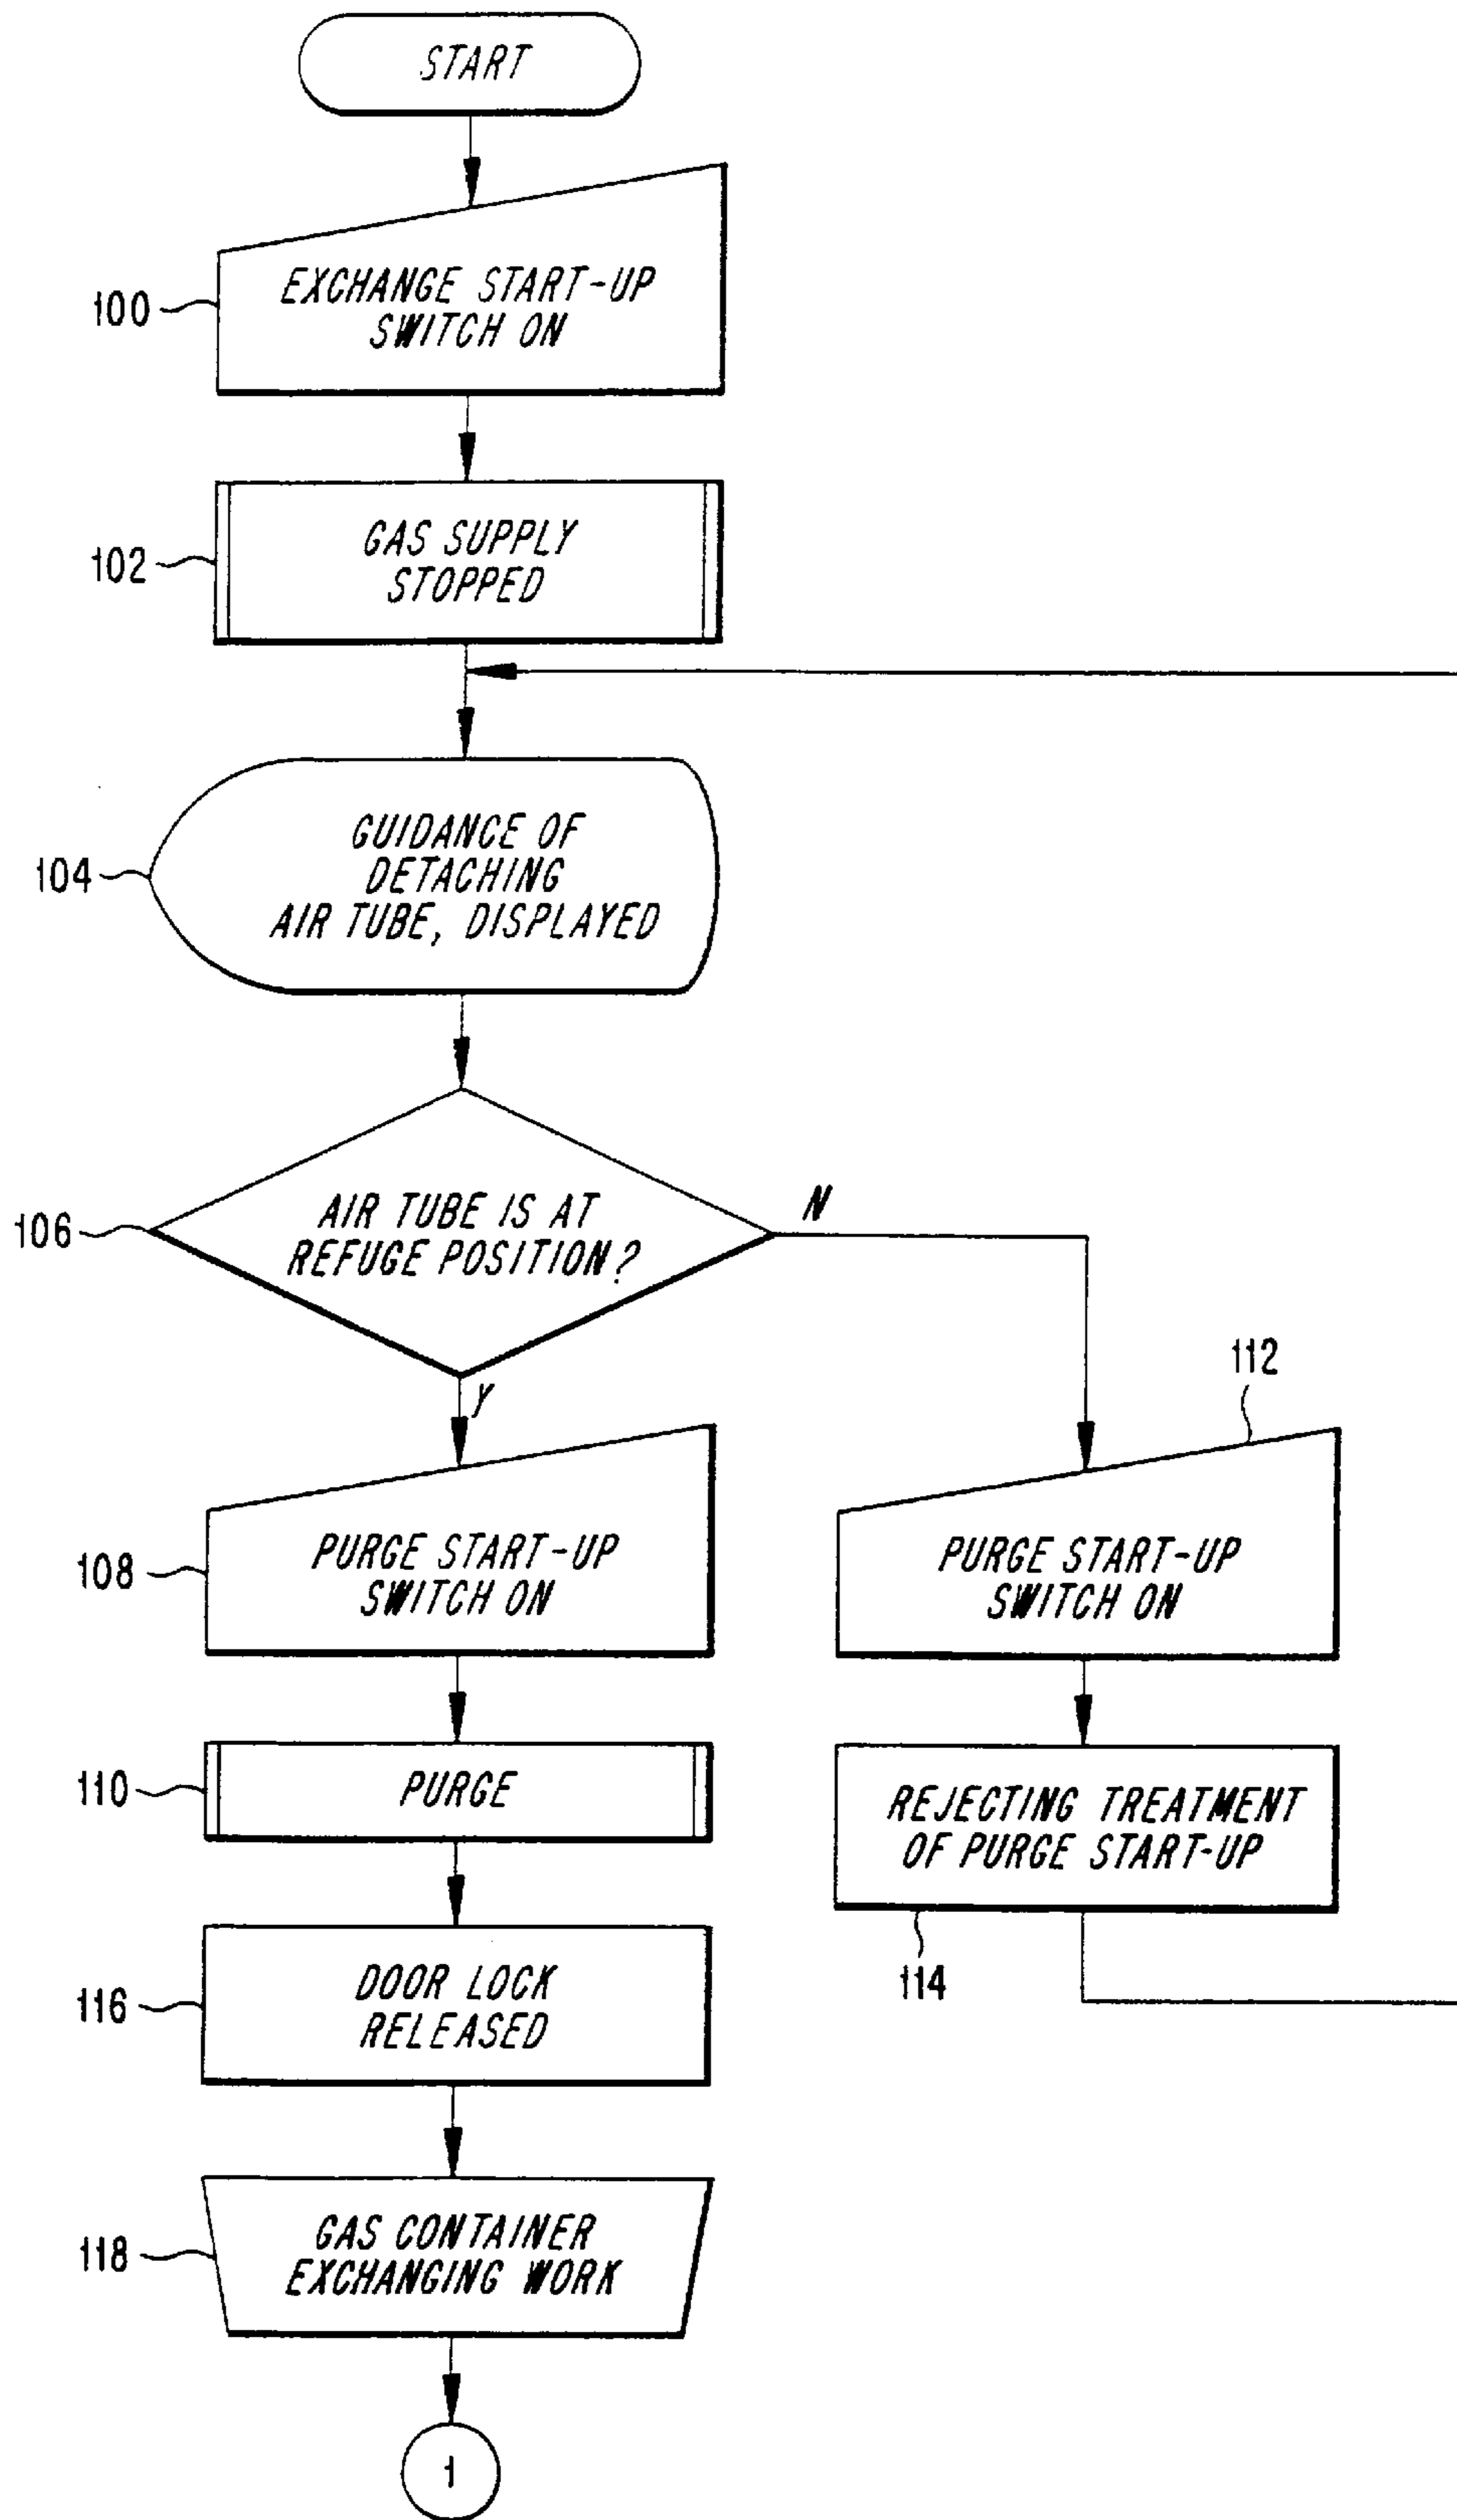 START
100
EXCHANGE START-UP
SWITCH ON
102
GAS SUPPLY
STOPPED
104
GUIDANCE OF
DETACHING
AIR TUBE, DISPLAYED
106
AIR TUBE IS AT
REFUGE POSITION?
N
Y
112
108
PURGE START-UP
SWITCH ON
PURGE START-UP
SWITCH ON
110
PURGE
REJECTING TREATMENT
OF PURGE START-UP
114
116
DOOR LOCK
RELEASED
118
GAS CONTAINER
EXCHANGING WORK
1